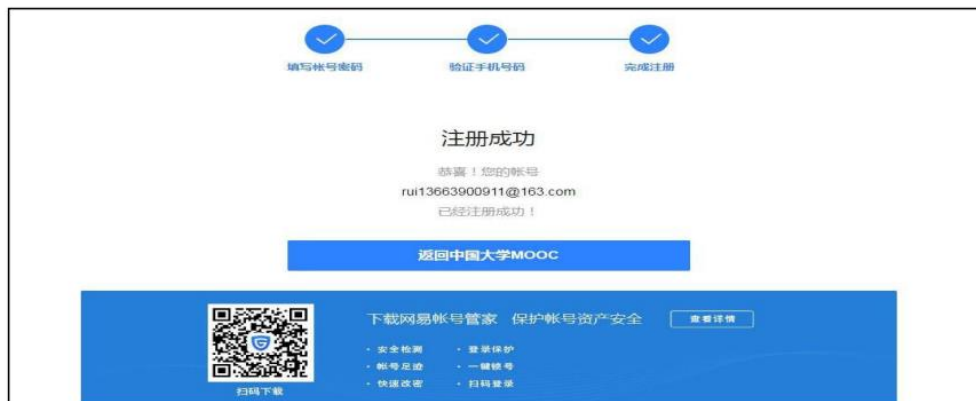 填写帐号密码 验证手机号码 完成注册
注册成功
恭喜！您的帐号
rui13663900911@163.com
已经注册成功！
返回中国大学MOOC
下载网易帐号管家 保护帐号资产安全 查看详情
· 安全检测 · 登录保护
· 帐号足迹 · 一键锁号
· 快速改密 · 扫码登录
扫码下载